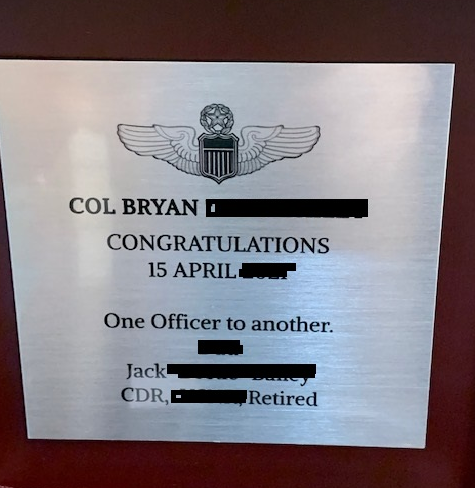 COL BRYAN
CONGRATULATIONS
15 APRIL
One Officer to another.
Jack
CDR, Retired